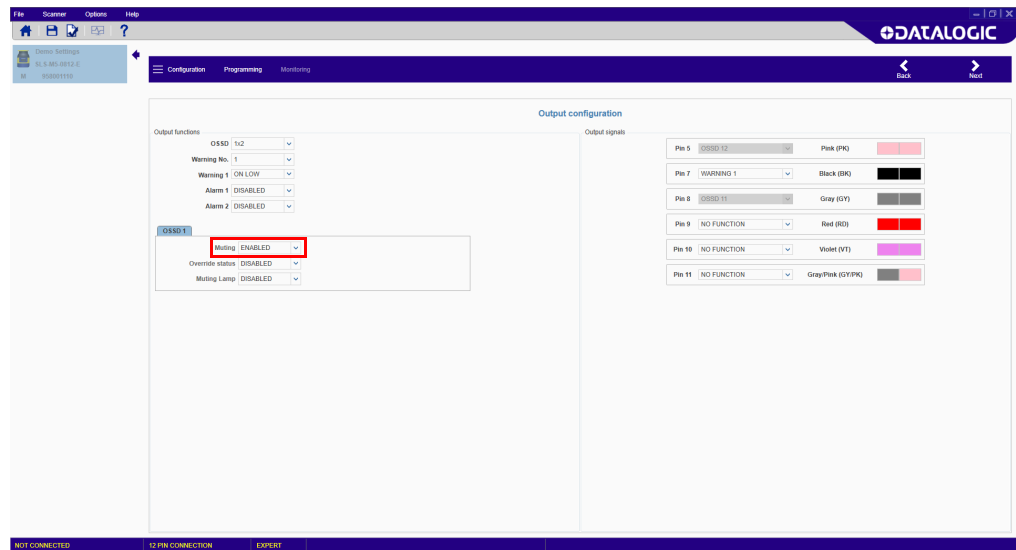 File Scanner Options Help
?
DATALOGIC
Demo Settings
SLS-M5-0812-E
M 958001110
Configuration Programming Monitoring
Back Next
Output configuration
Output functions
OSSD 1x2
Warning No. 1
Warning 1 ON LOW
Alarm 1 DISABLED
Alarm 2 DISABLED
OSSD 1
Muting ENABLED
Override status DISABLED
Muting Lamp DISABLED
Output signals
Pin 5 OSSD 12 Pink (PK)
Pin 7 WARNING 1 Black (BK)
Pin 8 OSSD 11 Gray (GY)
Pin 9 NO FUNCTION Red (RD)
Pin 10 NO FUNCTION Violet (VT)
Pin 11 NO FUNCTION Gray/Pink (GY/PK)
NOT CONNECTED 12 PIN CONNECTION EXPERT